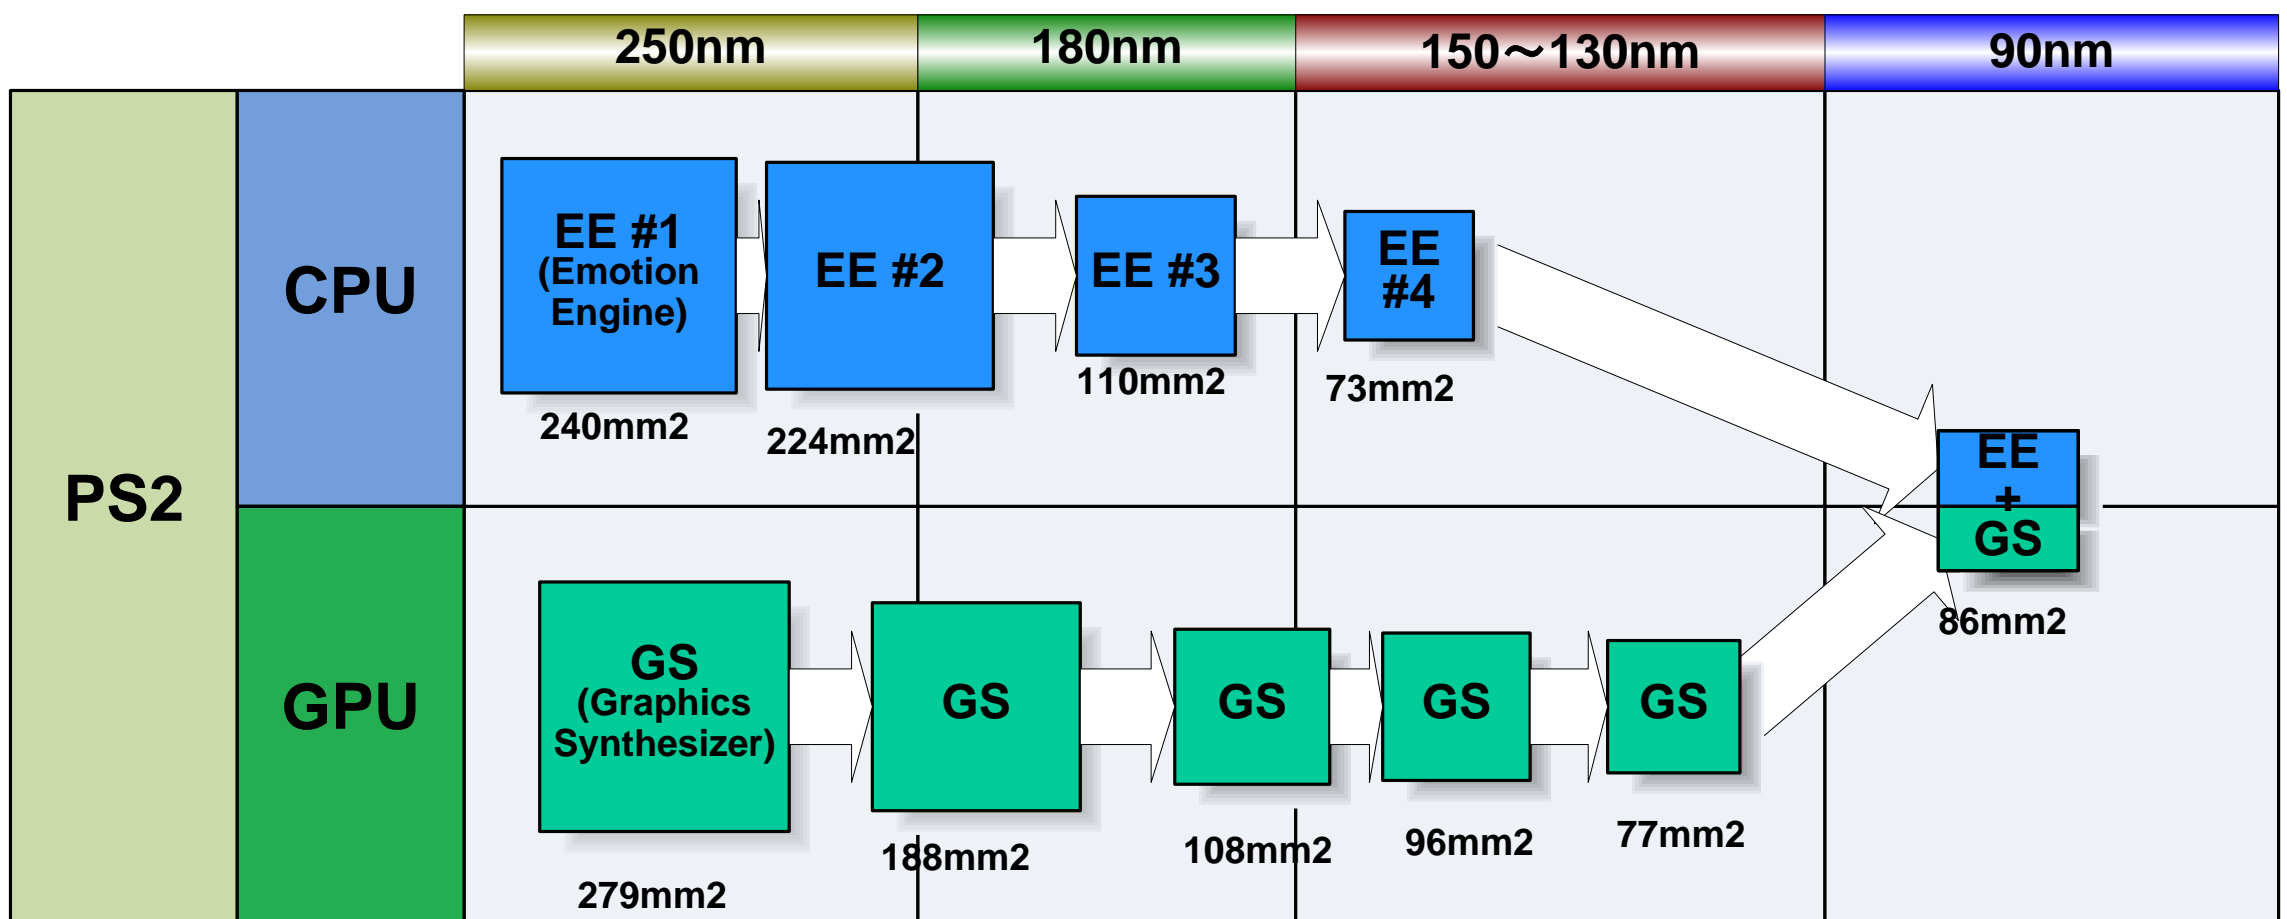 250nm
180nm
150～130nm
90nm
PS2
CPU
EE #1
(Emotion
Engine)
240mm2
EE #2
224mm2
EE #3
110mm2
EE
#4
73mm2
EE
+
GS
86mm2
GPU
GS
(Graphics
Synthesizer)
279mm2
GS
188mm2
GS
108mm2
GS
96mm2
GS
77mm2